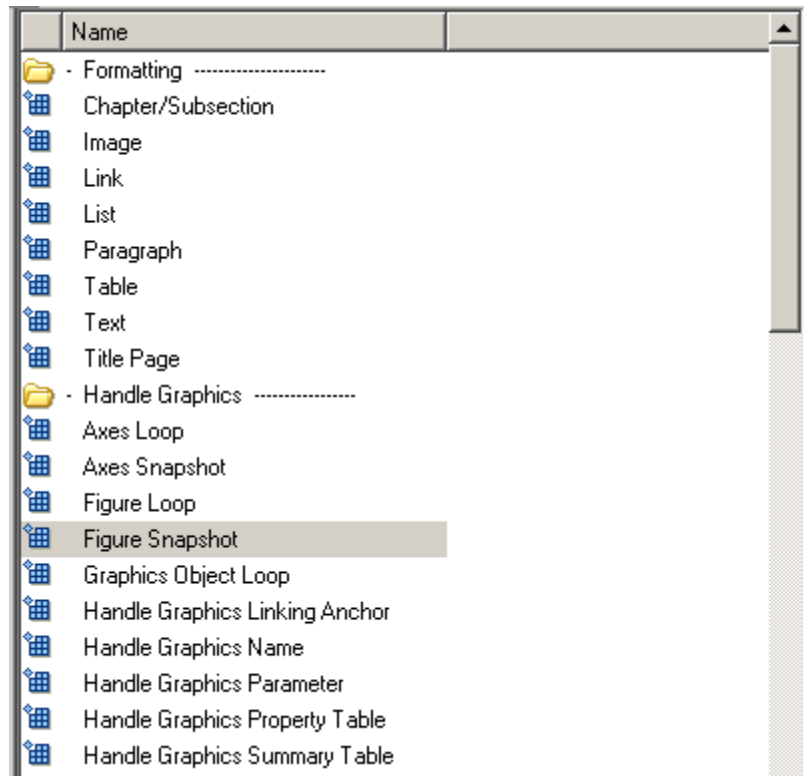 Name
- Formatting ----------------------
Chapter/Subsection
Image
Link
List
Paragraph
Table
Text
Title Page
- Handle Graphics -----------------
Axes Loop
Axes Snapshot
Figure Loop
Figure Snapshot
Graphics Object Loop
Handle Graphics Linking Anchor
Handle Graphics Name
Handle Graphics Parameter
Handle Graphics Property Table
Handle Graphics Summary Table